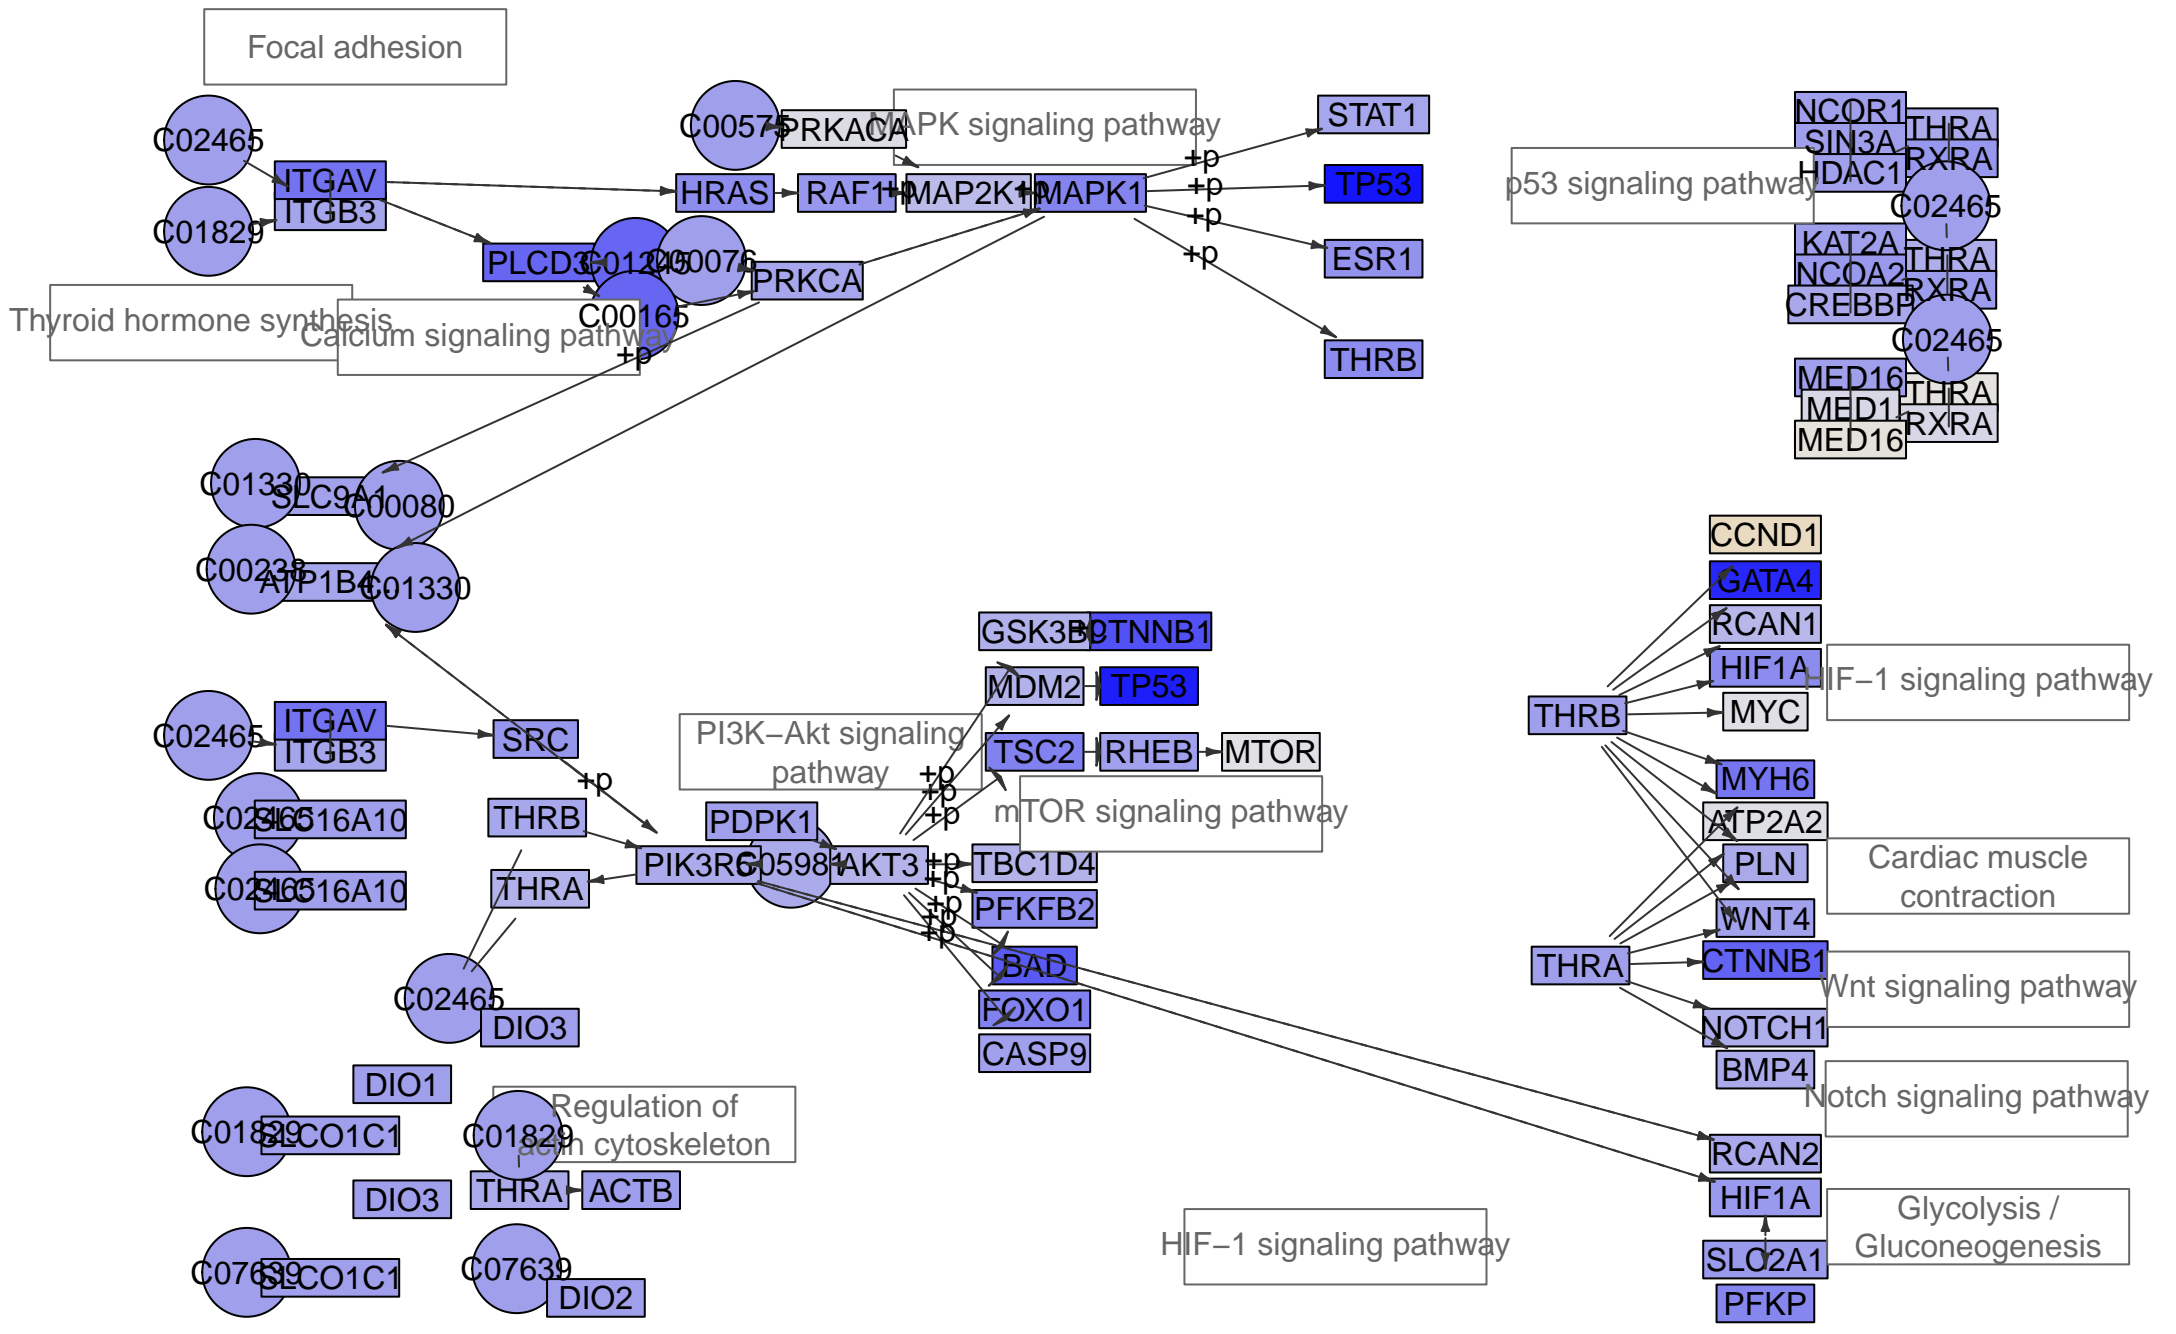 Focal adhesion
C02465
C01829
ITGAV
ITGB3
C00575
PRKACA
MAPK signaling pathway
HRAS
RAF1
+p
MAP2K1
+p
MAPK1
+p
+p
+p
+p
STAT1
TP53
ESR1
THRB
PLCD3
C01245
C00076
C00165
PRKCA
Thyroid hormone synthesis
Calcium signaling pathway
+p
p53 signaling pathway
NCOR1
SIN3A
HDAC1
THRA
RXRA
C02465
KAT2A
NCOA2
CREBBP
THRA
RXRA
C02465
MED16
MED1
MED16
THRA
RXRA
C01330
SLC9A1
C00080
C00238
ATP1B4...
C01330
GSK3B
+p
CTNNB1
MDM2
TP53
TSC2
RHEB
MTOR
PI3K−Akt signaling
pathway
mTOR signaling pathway
C02465
ITGAV
ITGB3
SRC
+p
C02465
SLC16A10
C02465
SLC16A10
THRB
THRA
PDPK1
PIK3R6
C05981
AKT3
+p
+p
+p
+p
+p
+p
+p
+p
TBC1D4
PFKFB2
BAD
FOXO1
CASP9
C02465
DIO3
DIO1
C01829
SLCO1C1
DIO3
C07639
SLCO1C1
Regulation of
actin cytoskeleton
C01829
THRA
ACTB
C07639
DIO2
CCND1
GATA4
RCAN1
HIF1A
MYC
HIF−1 signaling pathway
THRB
MYH6
ATP2A2
PLN
Cardiac muscle
contraction
WNT4
THRA
CTNNB1
Wnt signaling pathway
NOTCH1
BMP4
Notch signaling pathway
RCAN2
HIF1A
Glycolysis /
Gluconeogenesis
SLC2A1
PFKP
HIF−1 signaling pathway